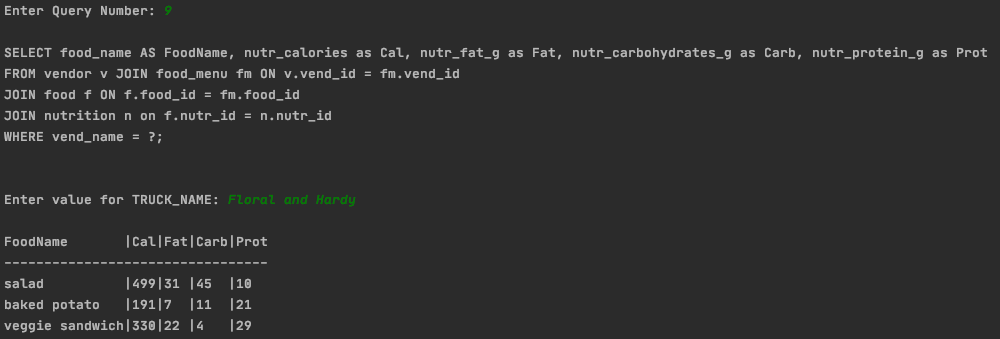 Enter Query Number: 9
SELECT food_name AS FoodName, nutr_calories as Cal, nutr_fat_g as Fat, nutr_carbohydrates_g as Carb, nutr_protein_g as Prot
FROM vendor v JOIN food_menu fm ON v.vend_id = fm.vend_id
JOIN food f ON f.food_id = fm.food_id
JOIN nutrition n on f.nutr_id = n.nutr_id
WHERE vend_name = ?;
Enter value for TRUCK_NAME: Floral and Hardy
FoodName       |Cal|Fat|Carb|Prot
---------------------------------
salad          |499|31 |45  |10
baked potato   |191|7  |11  |21
veggie sandwich|330|22 |4   |29